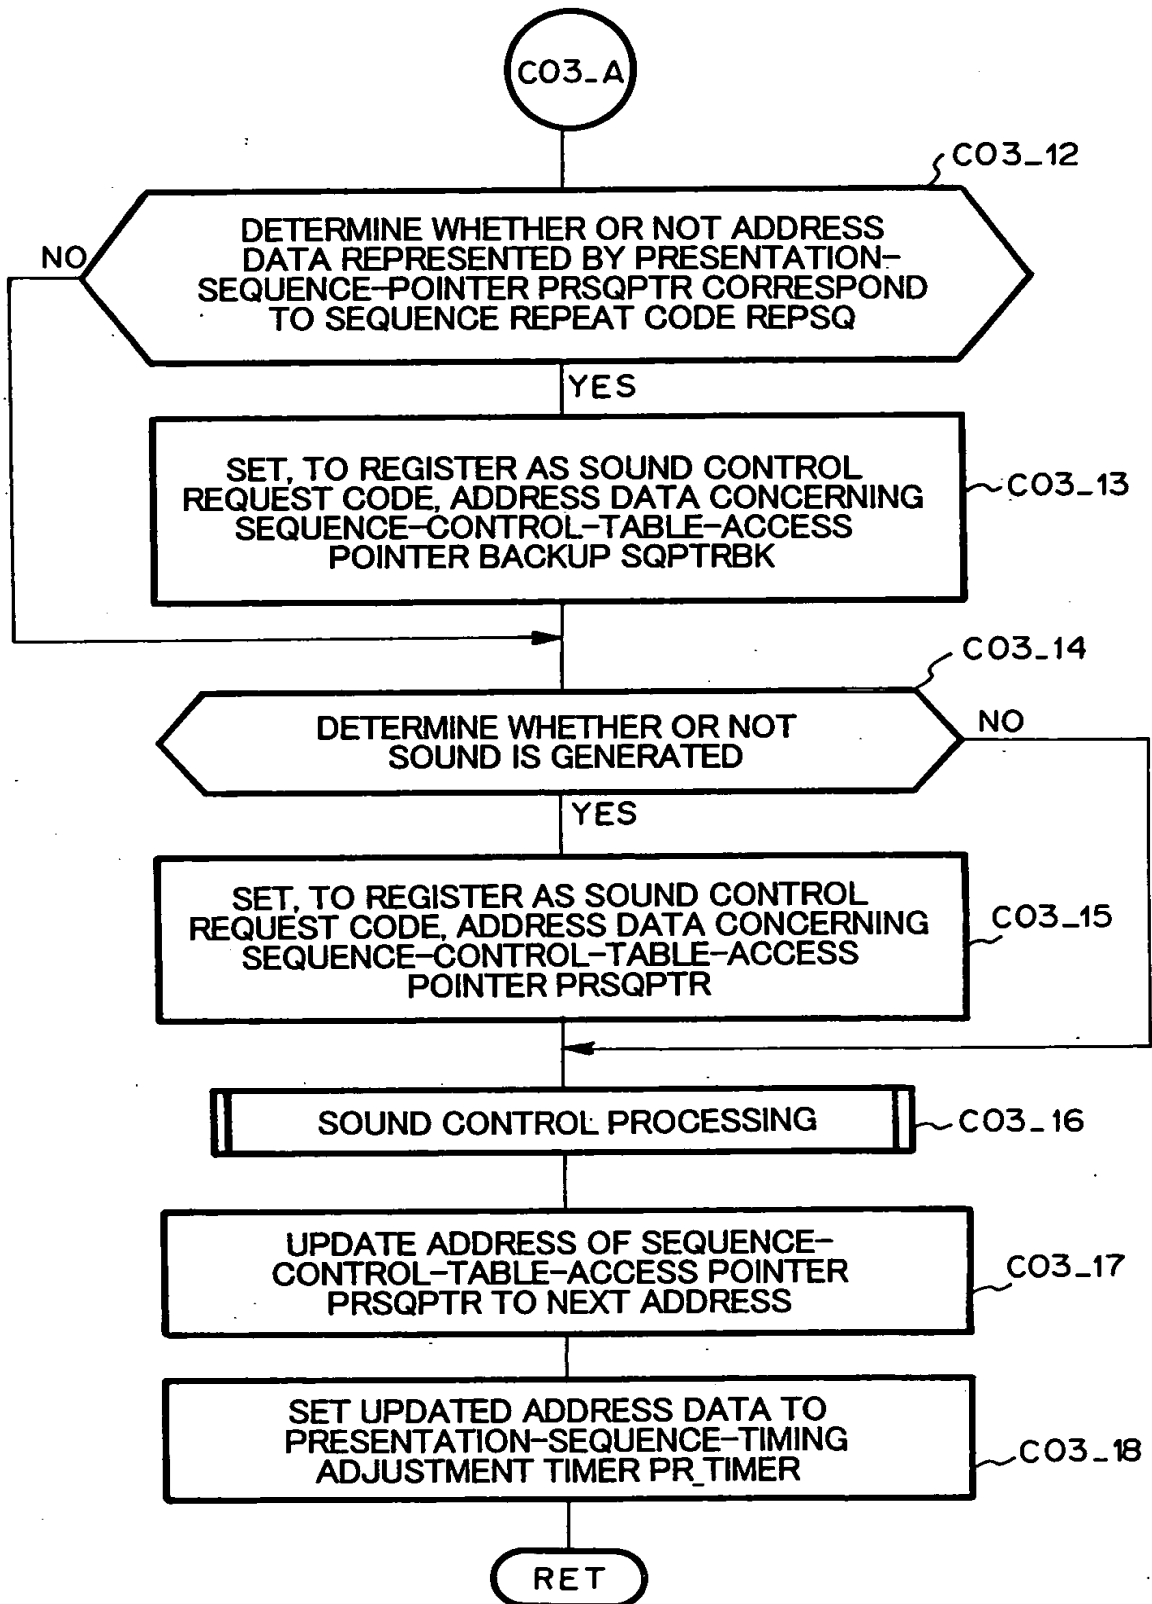 C03_A
C03_12
NO
DETERMINE WHETHER OR NOT ADDRESS
DATA REPRESENTED BY PRESENTATION-
SEQUENCE-POINTER PRSQPTR CORRESPOND
TO SEQUENCE REPEAT CODE REPSQ
YES
SET, TO REGISTER AS SOUND CONTROL
REQUEST CODE, ADDRESS DATA CONCERNING
SEQUENCE-CONTROL-TABLE-ACCESS
POINTER BACKUP SQPTRBK
C03_13
C03_14
DETERMINE WHETHER OR NOT
SOUND IS GENERATED
NO
YES
SET, TO REGISTER AS SOUND CONTROL
REQUEST CODE, ADDRESS DATA CONCERNING
SEQUENCE-CONTROL-TABLE-ACCESS
POINTER PRSQPTR
C03_15
SOUND CONTROL PROCESSING
C03_16
UPDATE ADDRESS OF SEQUENCE-
CONTROL-TABLE-ACCESS POINTER
PRSQPTR TO NEXT ADDRESS
C03_17
SET UPDATED ADDRESS DATA TO
PRESENTATION-SEQUENCE-TIMING
ADJUSTMENT TIMER PR_TIMER
C03_18
RET